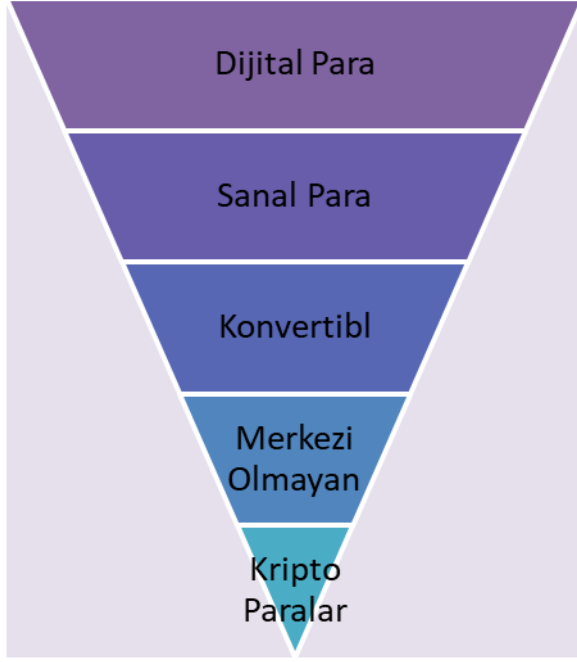 Dijital Para
Sanal Para
Konvertibl
Merkezi
Olmayan
Kripto
Paralar